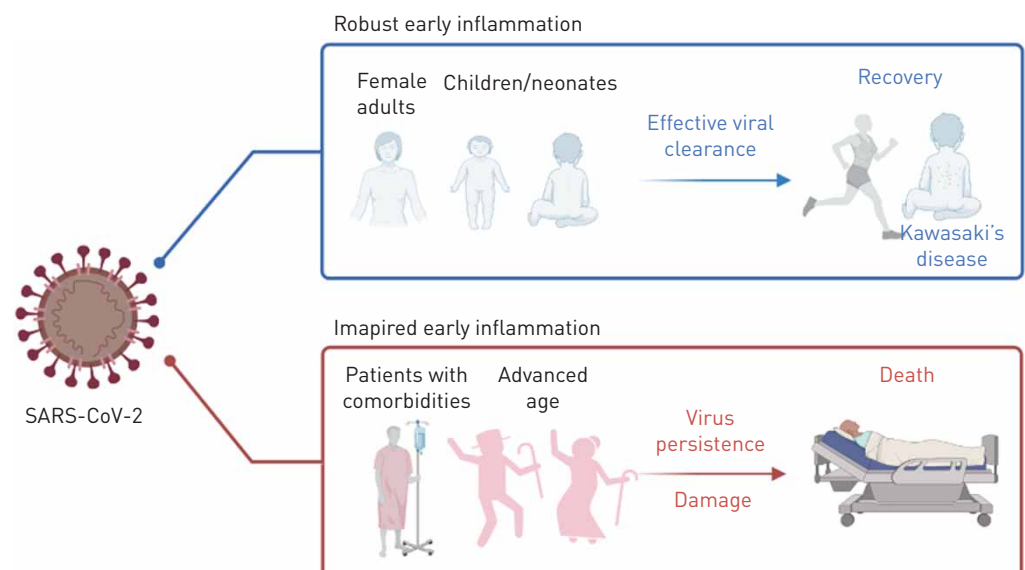 Robust early inflammation
Female
adults
Children/neonates
Effective viral
clearance
Recovery
Kawasaki's
disease
SARS-CoV-2
Imapired early inflammation
Patients with
comorbidities
Advanced
age
Virus
persistence
Damage
Death